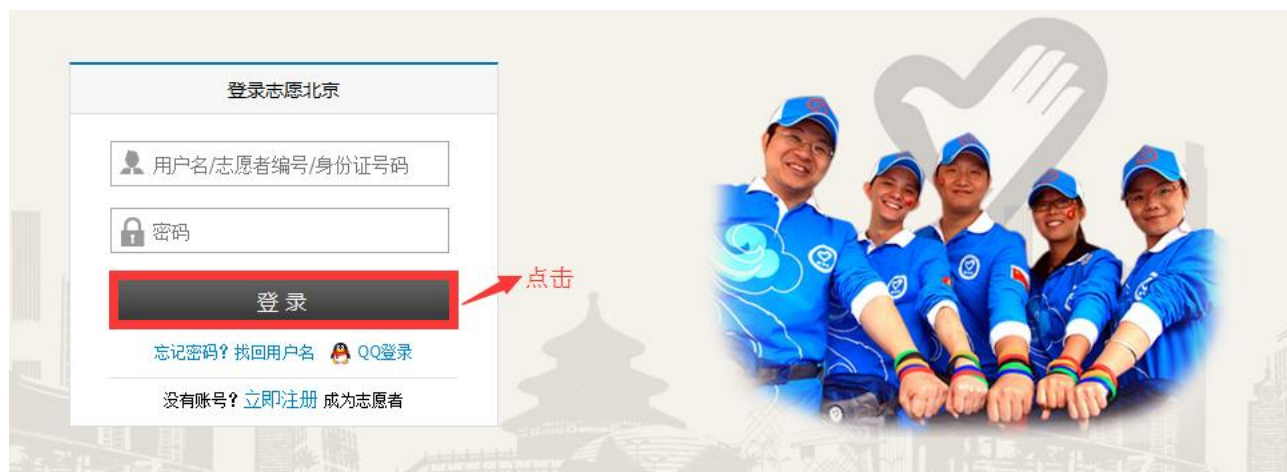 登录志愿北京
用户名/志愿者编号/身份证号码
密码
登 录
点击
忘记密码? 找回用户名 QQ登录
没有账号? 立即注册 成为志愿者